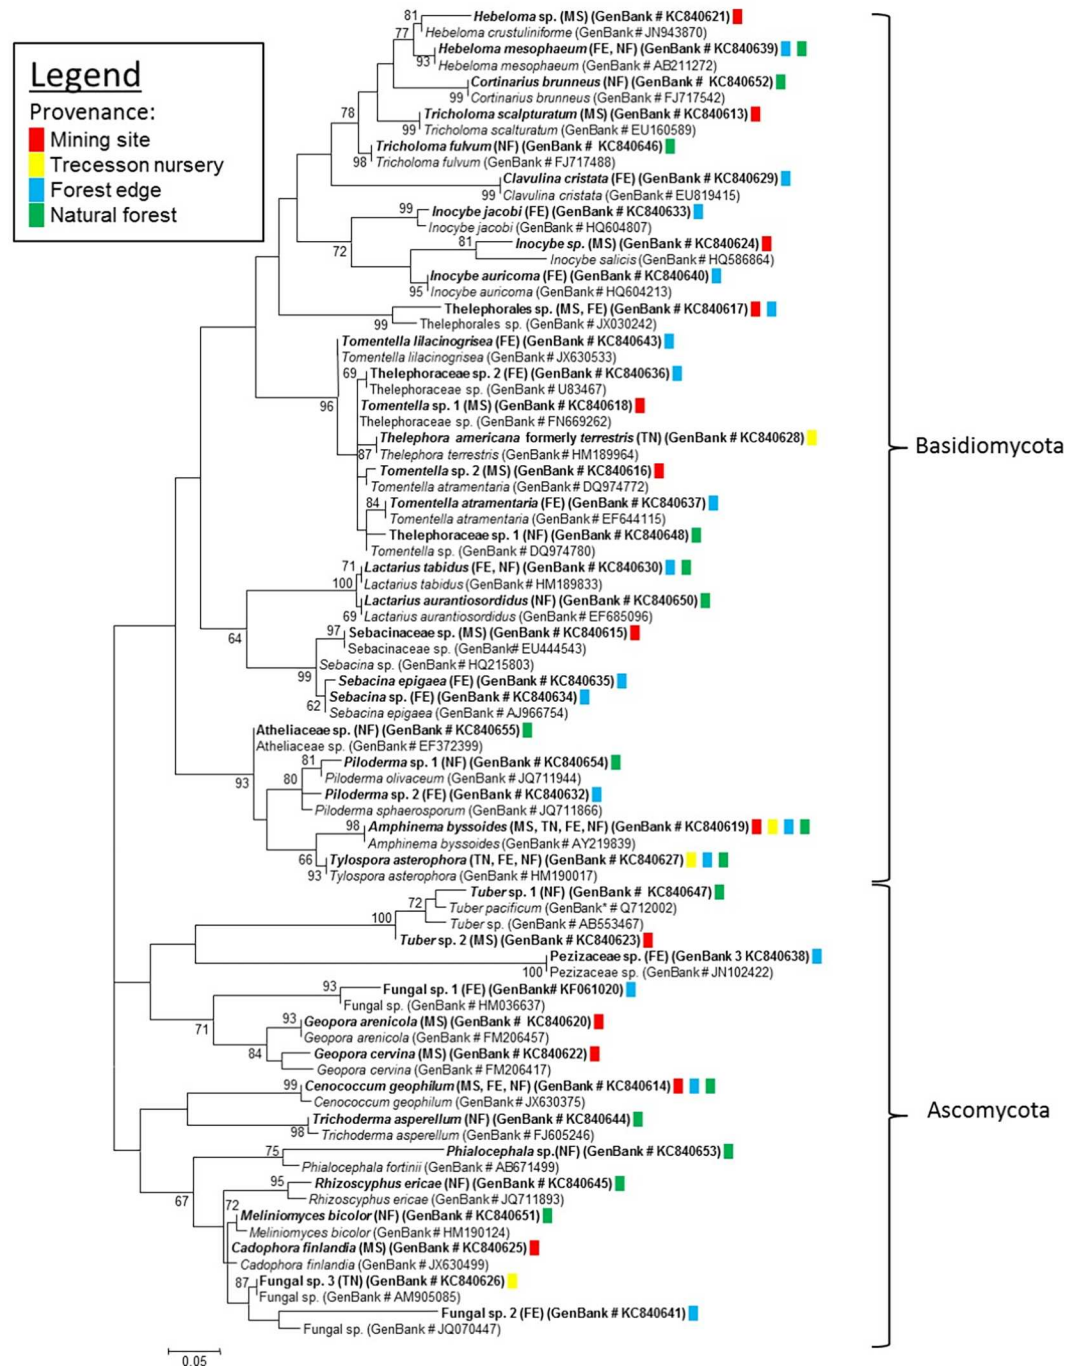 Legend
Provenance:
Mining site
Trecesson nursery
Forest edge
Natural forest
81 Hebeloma sp. (MS) (GenBank # KC840621)
77 Hebeloma crustuliniforme (GenBank # JN943870)
Hebeloma mesophaeum (FE, NF) (GenBank # KC840639)
93 Hebeloma mesophaeum (GenBank # AB211272)
Cortinarius brunneus (NF) (GenBank # KC840652)
99 Cortinarius brunneus (GenBank # FJ717542)
78 Tricholoma scalpturatum (MS) (GenBank # KC840613)
99 Tricholoma scalturatum (GenBank # EU160589)
Tricholoma fulvum (NF) (GenBank # KC840646)
98 Tricholoma fulvum (GenBank # FJ717488)
Clavulina cristata (FE) (GenBank # KC840629)
99 Clavulina cristata (GenBank # EU819415)
99 Inocybe jacobi (FE) (GenBank # KC840633)
Inocybe jacobi (GenBank # HQ604807)
72 81 Inocybe sp. (MS) (GenBank # KC840624)
Inocybe salicis (GenBank # HQ586864)
Inocybe auricoma (FE) (GenBank # KC840640)
95 Inocybe auricoma (GenBank # HQ604213)
Thelephorales sp. (MS, FE) (GenBank # KC840617)
99 Thelephorales sp. (GenBank # JX030242)
Tomentella lilacinogrisea (FE) (GenBank # KC840643)
Tomentella lilacinogrisea (GenBank # JX630533)
69 Thelephoraceae sp. 2 (FE) (GenBank # KC840636)
Thelephoraceae sp. (GenBank # U83467)
96 Tomentella sp. 1 (MS) (GenBank # KC840618)
Thelephoraceae sp. (GenBank # FN669262)
Thelephora americana formerly terrestris (TN) (GenBank # KC840628)
87 Thelephora terrestris (GenBank # HM189964)
Tomentella sp. 2 (MS) (GenBank # KC840616)
Tomentella atramentaria (GenBank # DQ974772)
84 Tomentella atramentaria (FE) (GenBank # KC840637)
Tomentella atramentaria (GenBank # EF644115)
Thelephoraceae sp. 1 (NF) (GenBank # KC840648)
Tomentella sp. (GenBank # DQ974780)
71 Lactarius tabidus (FE, NF) (GenBank # KC840630)
100 Lactarius tabidus (GenBank # HM189833)
Lactarius aurantiosordidus (NF) (GenBank # KC840650)
69 Lactarius aurantiosordidus (GenBank # EF685096)
64 97 Sebacinaceae sp. (MS) (GenBank # KC840615)
Sebacinaceae sp. (GenBank# EU444543)
Sebacina sp. (GenBank # HQ215803)
99 Sebacina epigaea (FE) (GenBank # KC840635)
Sebacina sp. (FE) (GenBank # KC840634)
62 Sebacina epigaea (GenBank # AJ966754)
Atheliaceae sp. (NF) (GenBank # KC840655)
Atheliaceae sp. (GenBank # EF372399)
81 Piloderma sp. 1 (NF) (GenBank # KC840654)
93 80 Piloderma olivaceum (GenBank # JQ711944)
Piloderma sp. 2 (FE) (GenBank # KC840632)
Piloderma sphaerosporum (GenBank # JQ711866)
98 Amphinema byssoides (MS, TN, FE, NF) (GenBank # KC840619)
Amphinema byssoides (GenBank # AY219839)
66 Tylospora asterophora (TN, FE, NF) (GenBank # KC840627)
93 Tylospora asterophora (GenBank # HM190017)
Basidiomycota
Tuber sp. 1 (NF) (GenBank # KC840647)
72 Tuber pacificum (GenBank* # Q712002)
100 Tuber sp. (GenBank # AB553467)
Tuber sp. 2 (MS) (GenBank # KC840623)
Pezizaceae sp. (FE) (GenBank 3 KC840638)
100 Pezizaceae sp. (GenBank # JN102422)
93 Fungal sp. 1 (FE) (GenBank# KF061020)
Fungal sp. (GenBank # HM036637)
71 93 Geopora arenicola (MS) (GenBank # KC840620)
Geopora arenicola (GenBank # FM206457)
84 Geopora cervina (MS) (GenBank # KC840622)
Geopora cervina (GenBank # FM206417)
99 Cenococcum geophilum (MS, FE, NF) (GenBank # KC840614)
Cenococcum geophilum (GenBank # JX630375)
Trichoderma asperellum (NF) (GenBank # KC840644)
98 Trichoderma asperellum (GenBank # FJ605246)
75 Phialocephala sp.(NF) (GenBank # KC840653)
Phialocephala fortinii (GenBank # AB671499)
95 Rhizoscyphus ericae (NF) (GenBank # KC840645)
67 Rhizoscyphus ericae (GenBank # JQ711893)
72 Meliniomyces bicolor (NF) (GenBank # KC840651)
Meliniomyces bicolor (GenBank # HM190124)
Cadophora finlandia (MS) (GenBank # KC840625)
Cadophora finlandia (GenBank # JX630499)
87 Fungal sp. 3 (TN) (GenBank # KC840626)
Fungal sp. (GenBank # AM905085)
Fungal sp. 2 (FE) (GenBank # KC840641)
Fungal sp. (GenBank # JQ070447)
Ascomycota
0.05